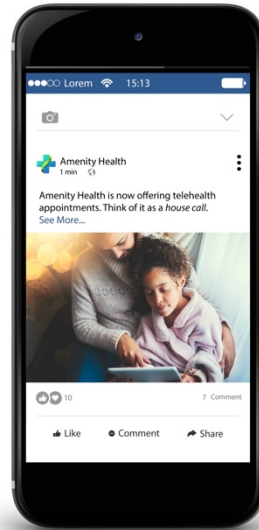 Lorem 15:13
Amenity Health
1 min
Amenity Health is now offering telehealth
appointments. Think of it as a house call.
See More...
10 7 Comment
Like Comment Share